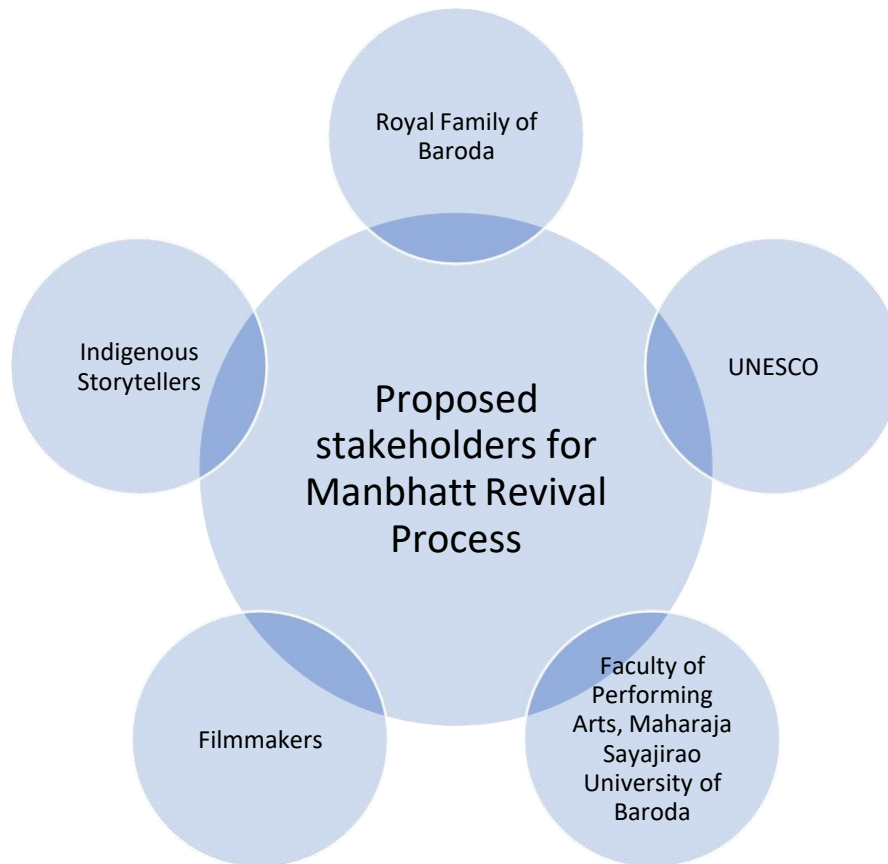 Royal Family of
Baroda
Indigenous
Storytellers
UNESCO
Proposed
stakeholders for
Manbhatt Revival
Process
Filmmakers
Faculty of
Performing
Arts, Maharaja
Sayajirao
University of
Baroda